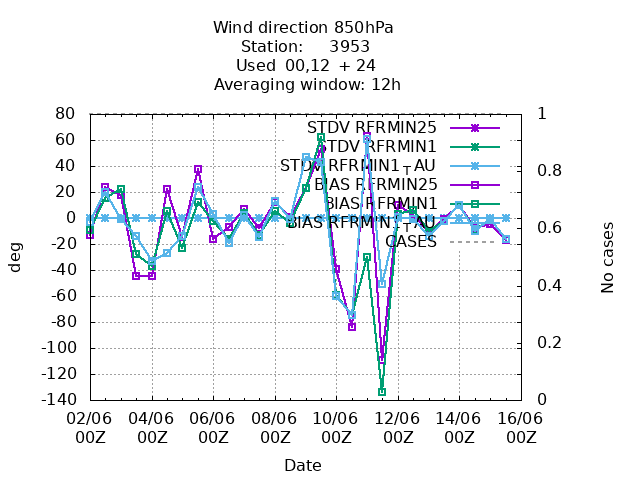 Wind direction 850hPa
Station: 3953
Used 00,12 + 24
Averaging window: 12h
80
60
40
20
0
-20
-40
-60
-80
-100
-120
-140
deg
1
0.8
0.6
0.4
0.2
0
No cases
STDV RFRMIN25
STDV RFRMIN1
STDV RFRMIN1_AU
BIAS RFRMIN25
BIAS RFRMIN1
BIAS RFRMIN1_AU
CASES
02/06 04/06 06/06 08/06 10/06 12/06 14/06 16/06
00Z 00Z 00Z 00Z 00Z 00Z 00Z 00Z
Date